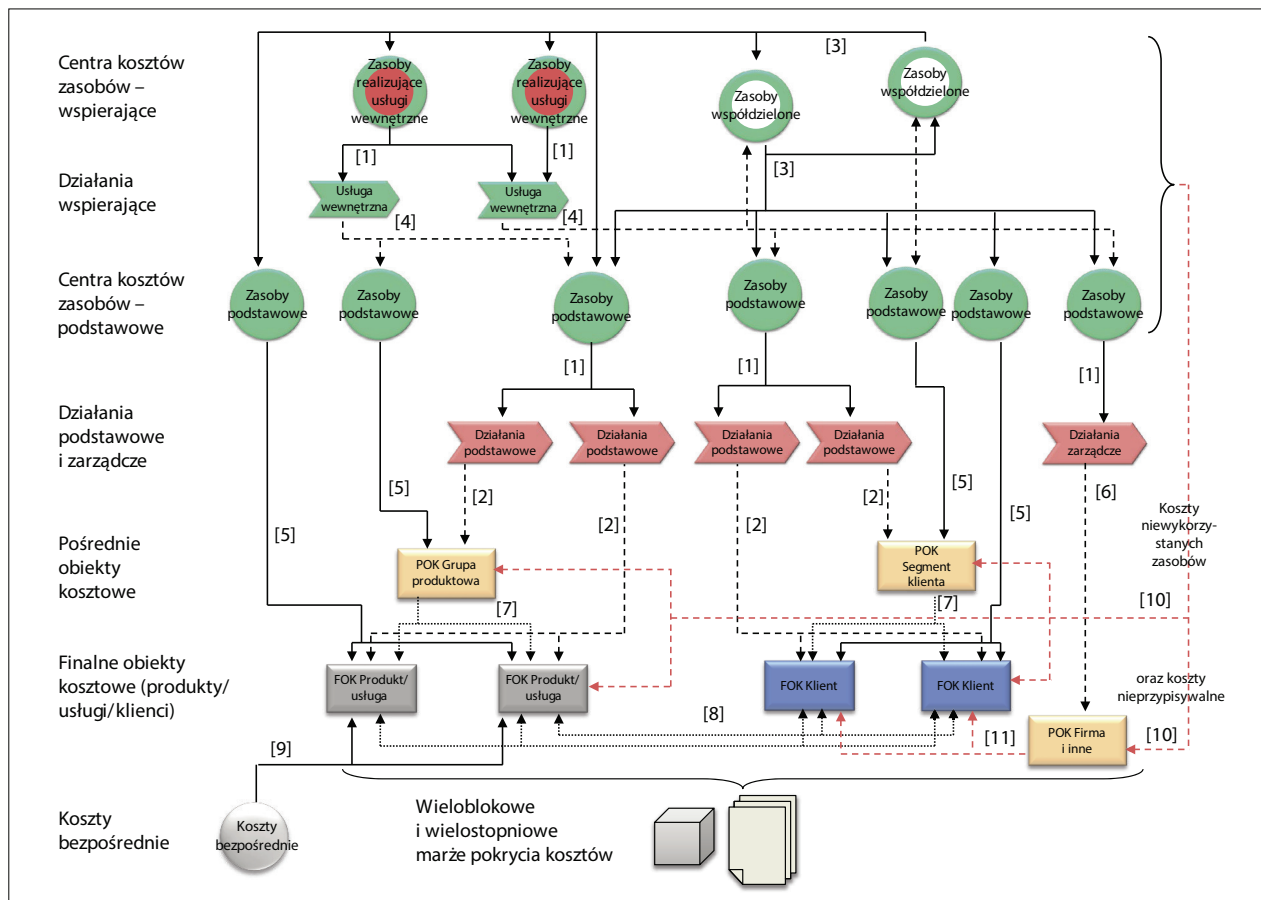 Centra kosztów
zasobów –
wspierające
Zasoby
realizujące
usługi
wewnętrzne
Zasoby
realizujące
usługi
wewnętrzne
Zasoby
współdzielone
[3]
Zasoby
współdzielone
[1]
[1]
[3]
Działania
wspierające
Usługa
wewnętrzna
[4]
Usługa
wewnętrzna
[4]
Centra kosztów
zasobów –
podstawowe
Zasoby
podstawowe
Zasoby
podstawowe
Zasoby
podstawowe
Zasoby
podstawowe
Zasoby
podstawowe
Zasoby
podstawowe
Zasoby
podstawowe
[1]
[1]
[1]
Działania
podstawowe
i zarządcze
Działania
podstawowe
Działania
podstawowe
Działania
podstawowe
Działania
podstawowe
Działania
zarządcze
[5]
[5]
[2]
[2]
[2]
[2]
[5]
[5]
[6]
Koszty
niewykorzy-
stanych
zasobów
Pośrednie
obiekty
kosztowe
POK Grupa
produktowa
POK
Segment
klienta
[7]
[7]
[10]
Finalne obiekty
kosztowe (produkty/
usługi/klienci)
FOK Produkt/
usługa
FOK Produkt/
usługa
FOK Klient
FOK Klient
oraz koszty
nieprzypisywalne
[8]
[9]
[11]
POK Firma
i inne
[10]
Koszty
bezpośrednie
Koszty
bezpośrednie
Wieloblokowe
i wielostopniowe
marże pokrycia kosztów